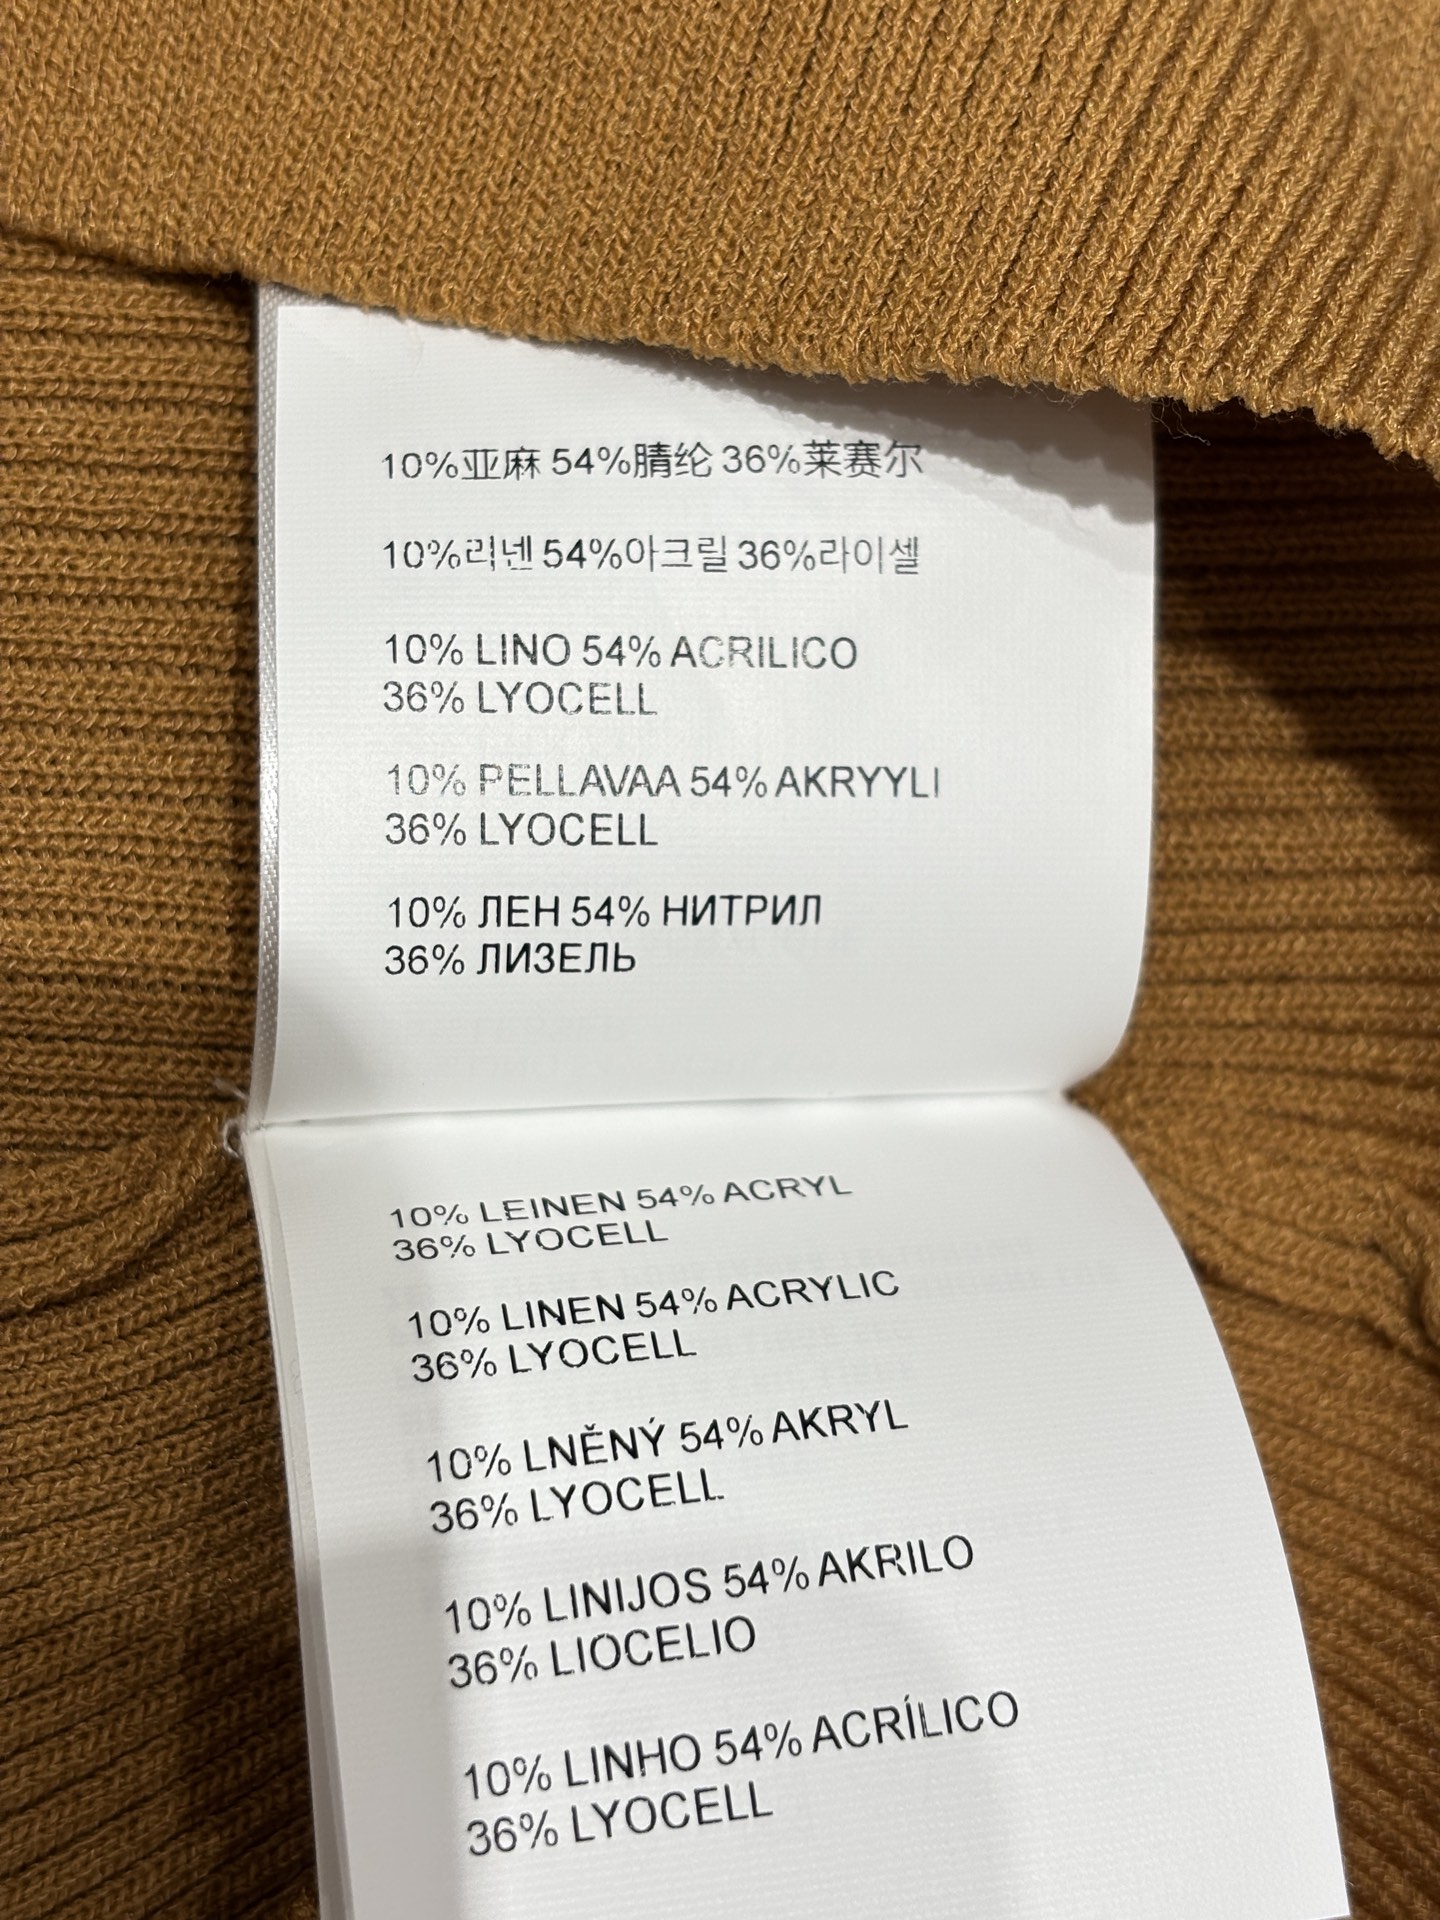 10%亚麻 54%腈纶 36%莱赛尔
10%리넨 54%아크릴 36%라이셀
10% LINO 54% ACRILICO
36% LYOCELL
10% PELLAVAA 54% AKRYYLI
36% LYOCELL
10% ЛЕН 54% НИТРИЛ
36% ЛИЗЕЛЬ
10% LEINEN 54% ACRYL
36% LYOCELL
10% LINEN 54% ACRYLIC
36% LYOCELL
10% LNĚNÝ 54% AKRYL
36% LYOCELL
10% LINIJOS 54% AKRILO
36% LIOCELIO
10% LINHO 54% ACRÍLICO
36% LYOCELL